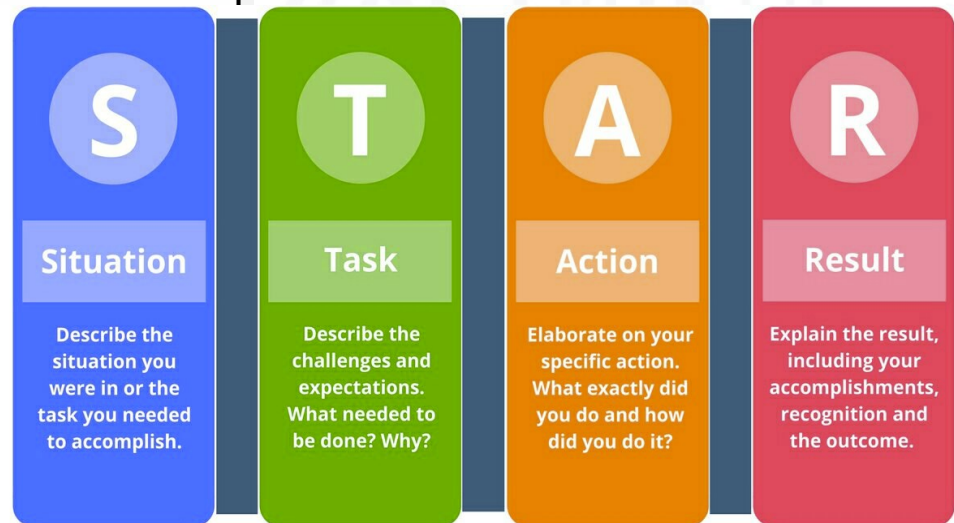 S
Situation
Describe the
situation you
were in or the
task you needed
to accomplish.
T
Task
Describe the
challenges and
expectations.
What needed to
be done? Why?
A
Action
Elaborate on your
specific action.
What exactly did
you do and how
did you do it?
R
Result
Explain the result,
including your
accomplishments,
recognition and
the outcome.